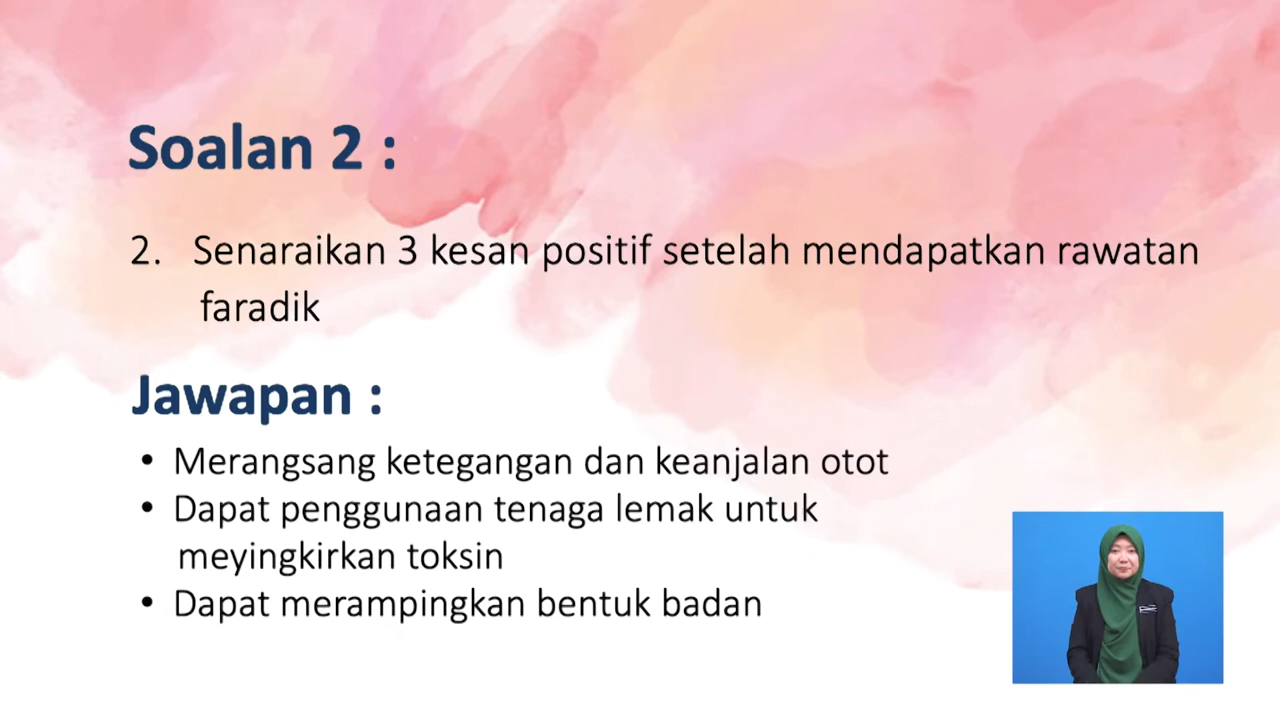 Soalan 2 :
2. Senaraikan 3 kesan positif setelah mendapatkan rawatan
faradik
Jawapan :
• Merangsang ketegangan dan keanjalan otot
• Dapat penggunaan tenaga lemak untuk
meyingkirkan toksin
• Dapat merampingkan bentuk badan